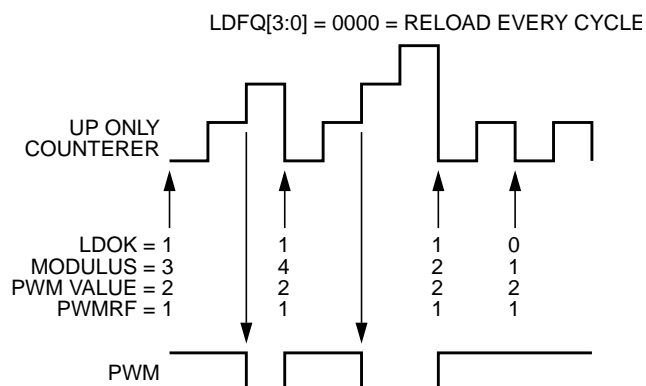 LDFQ[3:0] = 0000 = RELOAD EVERY CYCLE
UP ONLY
COUNTERER
LDOK = 1 1 1 0
MODULUS = 3 4 2 1
PWM VALUE = 2 2 2 2
PWMRF = 1 1 1 1
PWM